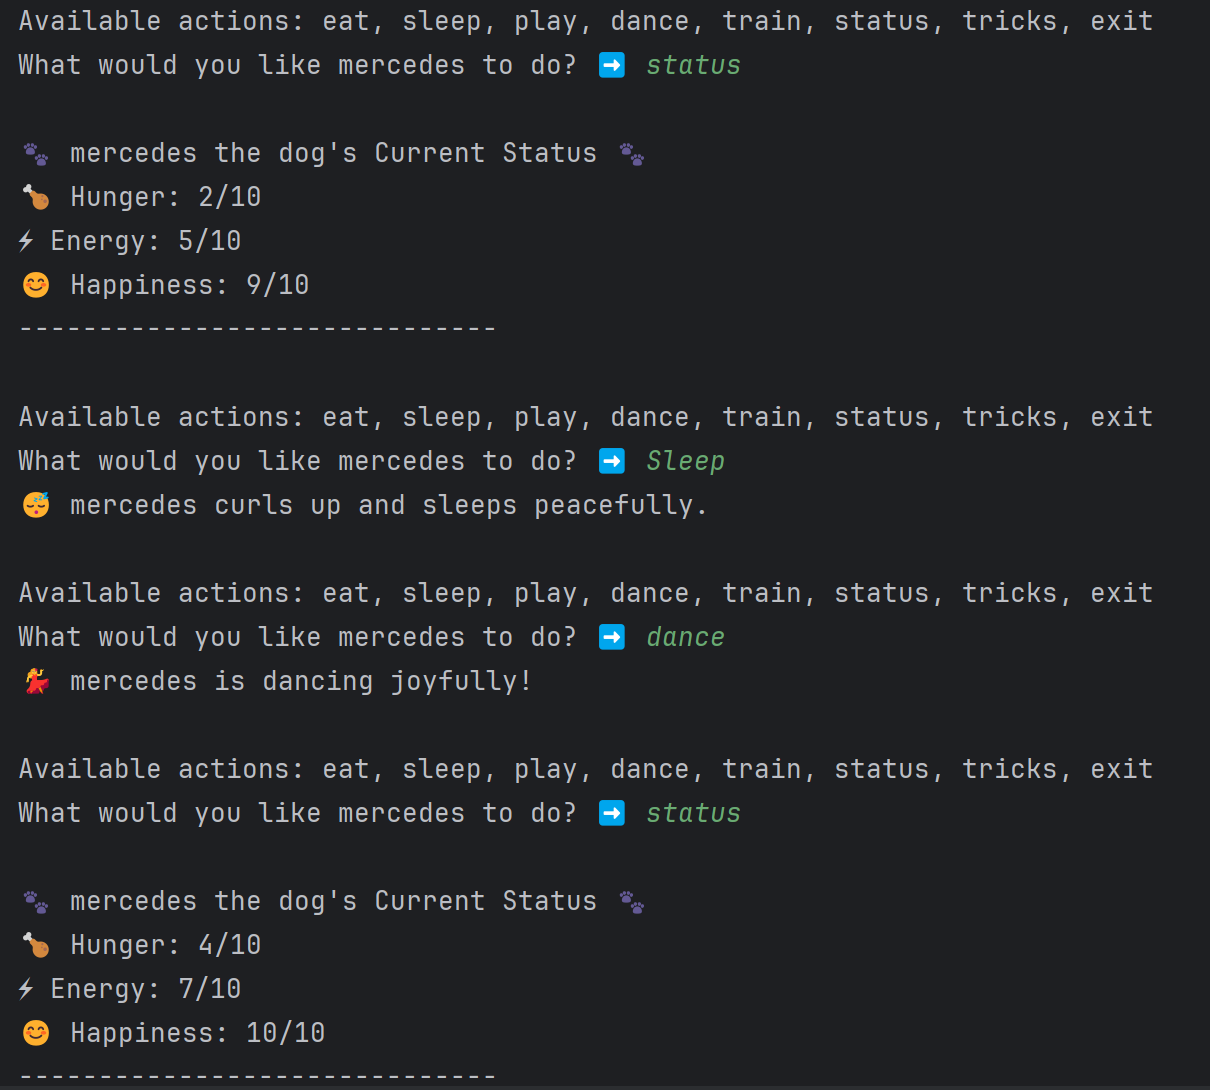 Available actions: eat, sleep, play, dance, train, status, tricks, exit
What would you like mercedes to do? ➡️ status
🐾 mercedes the dog's Current Status 🐾
🍗 Hunger: 2/10
⚡ Energy: 5/10
😊 Happiness: 9/10
------------------------------
Available actions: eat, sleep, play, dance, train, status, tricks, exit
What would you like mercedes to do? ➡️ Sleep
😴 mercedes curls up and sleeps peacefully.
Available actions: eat, sleep, play, dance, train, status, tricks, exit
What would you like mercedes to do? ➡️ dance
💃 mercedes is dancing joyfully!
Available actions: eat, sleep, play, dance, train, status, tricks, exit
What would you like mercedes to do? ➡️ status
🐾 mercedes the dog's Current Status 🐾
🍗 Hunger: 4/10
⚡ Energy: 7/10
😊 Happiness: 10/10
------------------------------